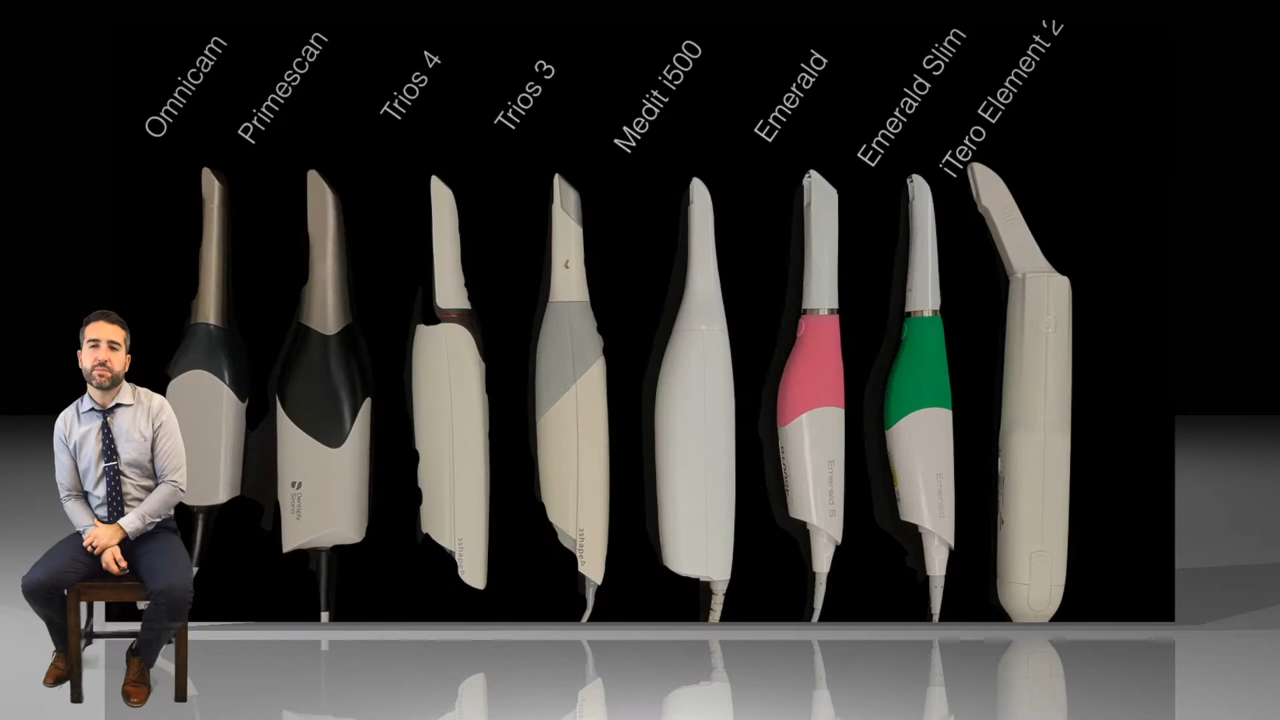 Omnicam
Primescan
Trios 4
Trios 3
Medit i500
Emerald
Emerald Slim
iTero Element 2
Dentsply
Sirona
3shape
3shape
Emerald S
Emerald